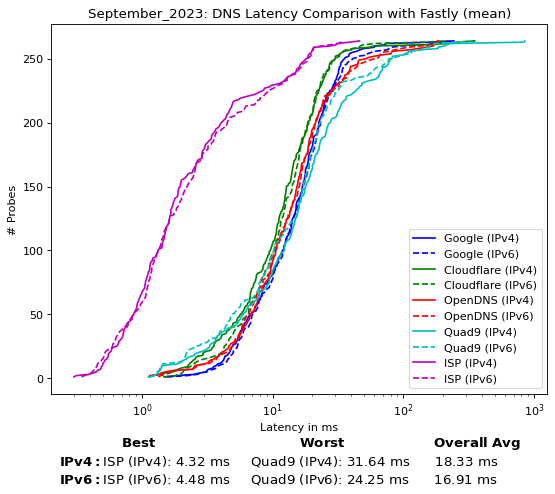 September_2023: DNS Latency Comparison with Fastly (mean)
# Probes
250
200
150
100
50
0
Google (IPv4)
Google (IPv6)
Cloudflare (IPv4)
Cloudflare (IPv6)
OpenDNS (IPv4)
OpenDNS (IPv6)
Quad9 (IPv4)
Quad9 (IPv6)
ISP (IPv4)
ISP (IPv6)
10⁰ 10¹ 10² 10³
Latency in ms
Best Worst Overall Avg
IPv4: ISP (IPv4): 4.32 ms Quad9 (IPv4): 31.64 ms 18.33 ms
IPv6: ISP (IPv6): 4.48 ms Quad9 (IPv6): 24.25 ms 16.91 ms